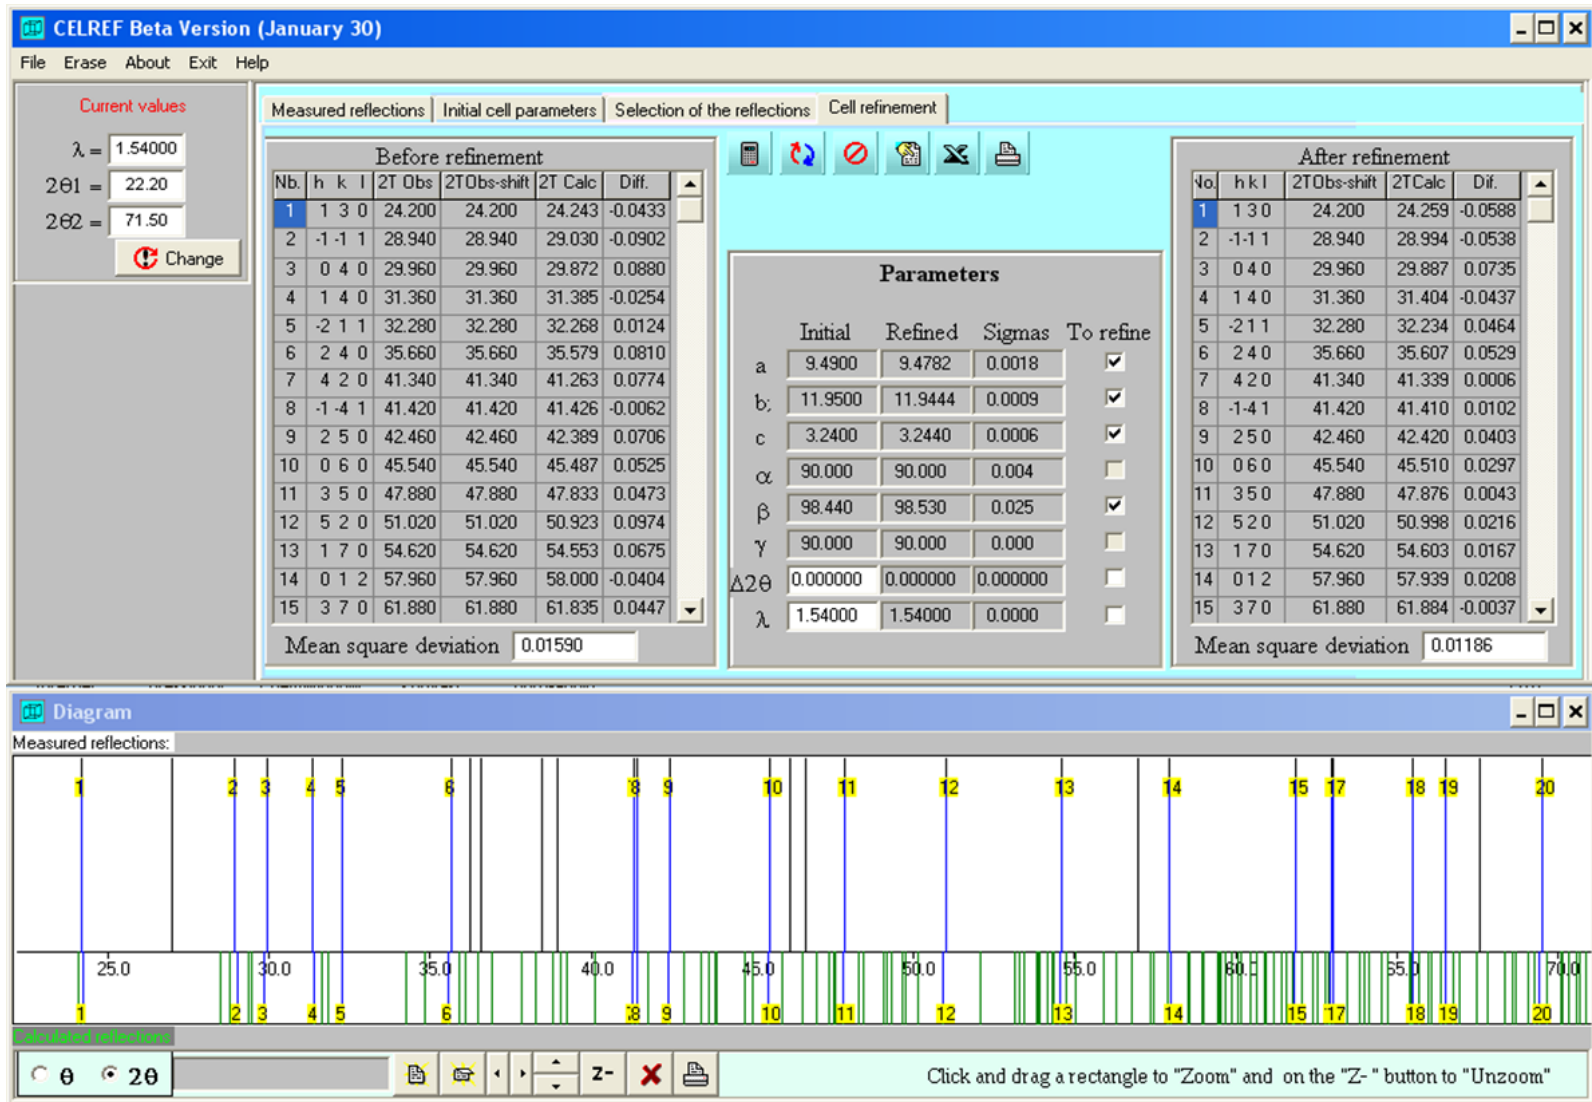 CELREF Beta Version (January 30)
File Erase About Exit Help
Current values
λ = 1.54000
2θ1 = 22.20
2θ2 = 71.50
Change
Measured reflections Initial cell parameters Selection of the reflections Cell refinement
Before refinement
Nb. h k l 2T Obs 2TObs-shift 2T Calc Diff.
1 1 3 0 24.200 24.200 24.243 -0.0433
2 -1 -1 1 28.940 28.940 29.030 -0.0902
3 0 4 0 29.960 29.960 29.872 0.0880
4 1 4 0 31.360 31.360 31.385 -0.0254
5 -2 1 1 32.280 32.280 32.268 0.0124
6 2 4 0 35.660 35.660 35.579 0.0810
7 4 2 0 41.340 41.340 41.263 0.0774
8 -1 -4 1 41.420 41.420 41.426 -0.0062
9 2 5 0 42.460 42.460 42.389 0.0706
10 0 6 0 45.540 45.540 45.487 0.0525
11 3 5 0 47.880 47.880 47.833 0.0473
12 5 2 0 51.020 51.020 50.923 0.0974
13 1 7 0 54.620 54.620 54.553 0.0675
14 0 1 2 57.960 57.960 58.000 -0.0404
15 3 7 0 61.880 61.880 61.835 0.0447
Mean square deviation 0.01590
Parameters
Initial Refined Sigmas To refine
a 9.4900 9.4782 0.0018
b: 11.9500 11.9444 0.0009
c 3.2400 3.2440 0.0006
α 90.000 90.000 0.004
β 98.440 98.530 0.025
γ 90.000 90.000 0.000
Δ2θ 0.000000 0.000000 0.000000
λ 1.54000 1.54000 0.0000
After refinement
No. h k l 2TObs-shift 2TCalc Dif.
1 1 3 0 24.200 24.259 -0.0588
2 -1-1 1 28.940 28.994 -0.0538
3 0 4 0 29.960 29.887 0.0735
4 1 4 0 31.360 31.404 -0.0437
5 -2 1 1 32.280 32.234 0.0464
6 2 4 0 35.660 35.607 0.0529
7 4 2 0 41.340 41.339 0.0006
8 -1-4 1 41.420 41.410 0.0102
9 2 5 0 42.460 42.420 0.0403
10 0 6 0 45.540 45.510 0.0297
11 3 5 0 47.880 47.876 0.0043
12 5 2 0 51.020 50.998 0.0216
13 1 7 0 54.620 54.603 0.0167
14 0 1 2 57.960 57.939 0.0208
15 3 7 0 61.880 61.884 -0.0037
Mean square deviation 0.01186
Diagram
Measured reflections:
1 2 3 4 5 6 8 9 10 11 12 13 14 15 17 18 19 20
25.0 30.0 35.0 40.0 45.0 50.0 55.0 60. 65.0 70.0
1 2 3 4 5 6 8 9 10 11 12 13 14 15 17 18 19 20
Calculated reflections
θ 2θ Z- Click and drag a rectangle to "Zoom" and on the "Z-" button to "Unzoom"